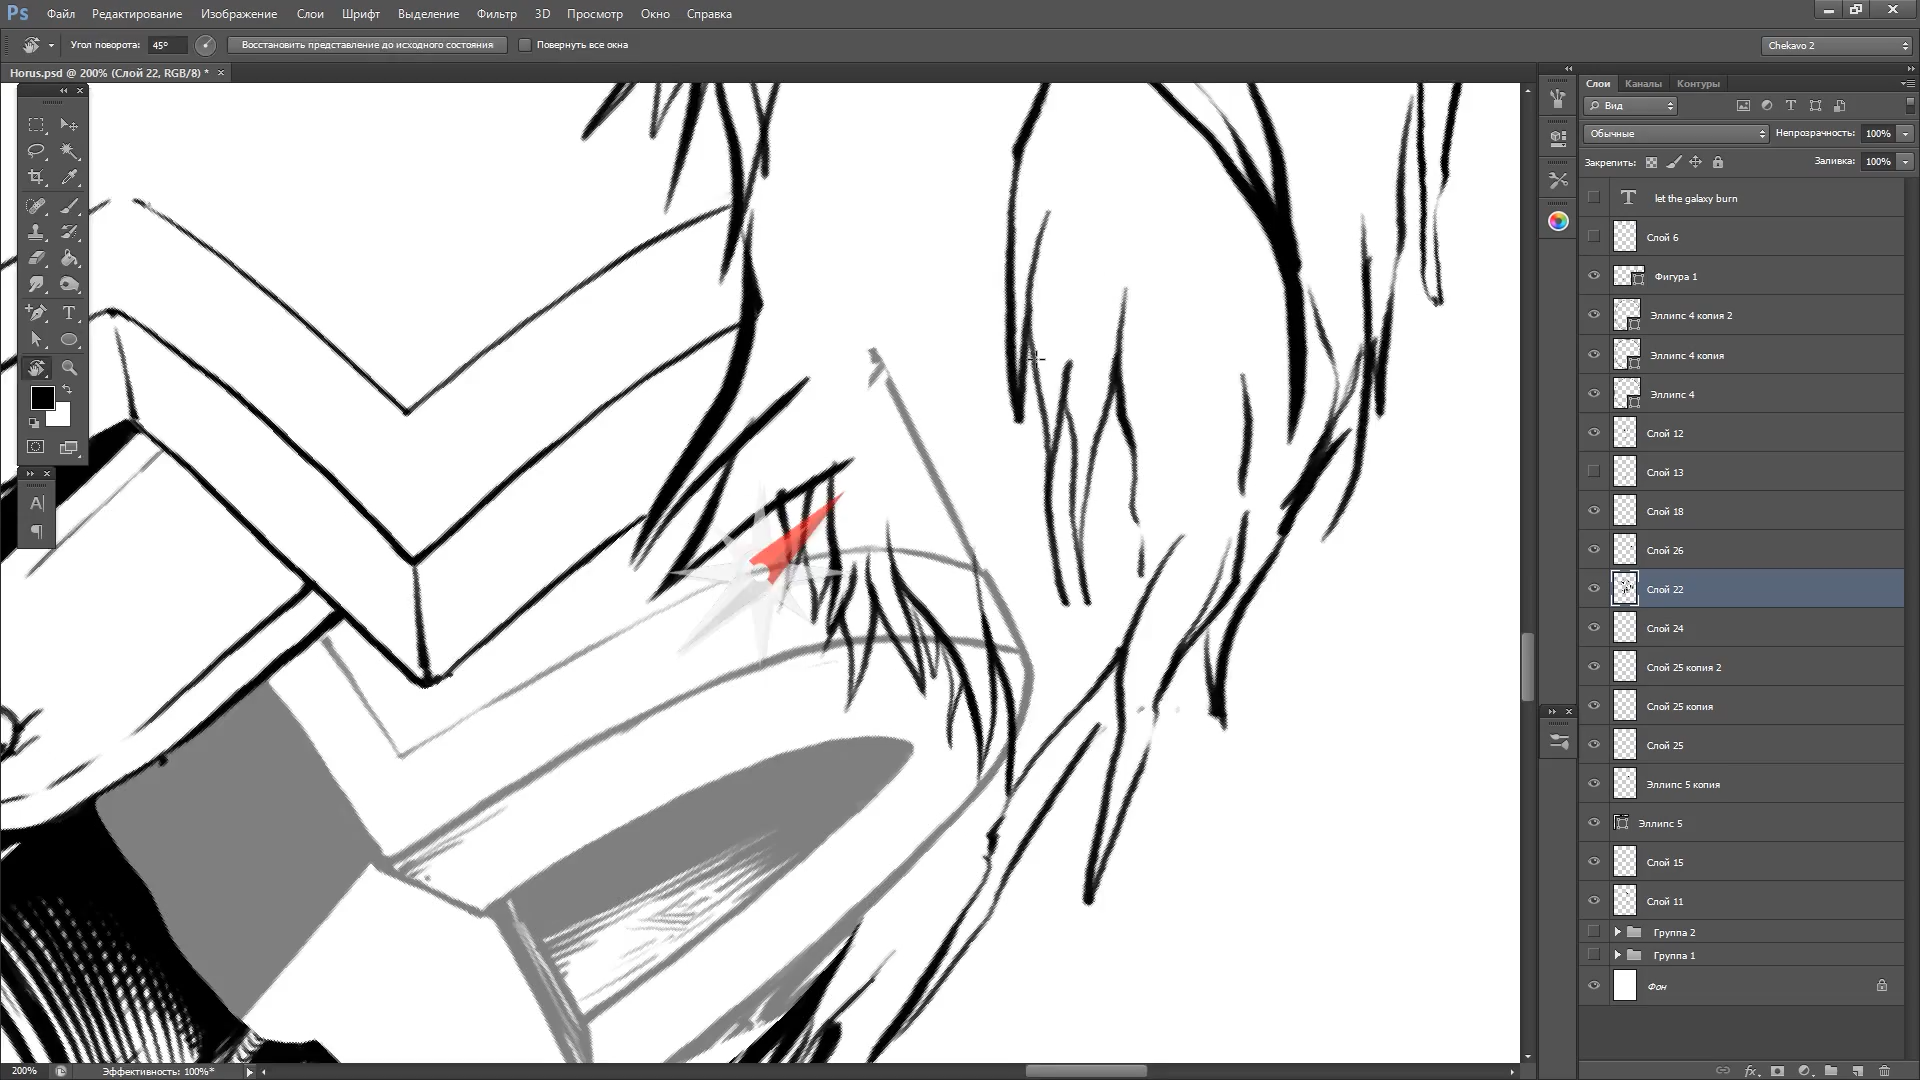 Ps Файл Редактирование Изображение Слои Шрифт Выделение Фильтр 3D Просмотр Окно Справка
Угол поворота: 45° Восстановить представление до исходного состояния Повернуть все окна Chekavo 2
Horus.psd @ 200% (Слой 22, RGB/8) * ×
Слои Каналы Контуры
Вид
Обычные Непрозрачность: 100%
Закрепить: Заливка: 100%
T let the galaxy burn
Слой 6
Фигура 1
Эллипс 4 копия 2
Эллипс 4 копия
Эллипс 4
Слой 12
Слой 13
Слой 18
Слой 26
Слой 22
Слой 24
Слой 25 копия 2
Слой 25 копия
Слой 25
Эллипс 5 копия
Эллипс 5
Слой 15
Слой 11
Группа 2
Группа 1
Фон
200% Эффективность: 100%*